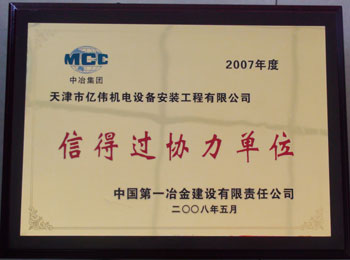 MCC
中冶集团
2007年度
天津市亿伟机电设备安装工程有限公司
信得过协力单位
中国第一冶金建设有限责任公司
二〇〇八年五月